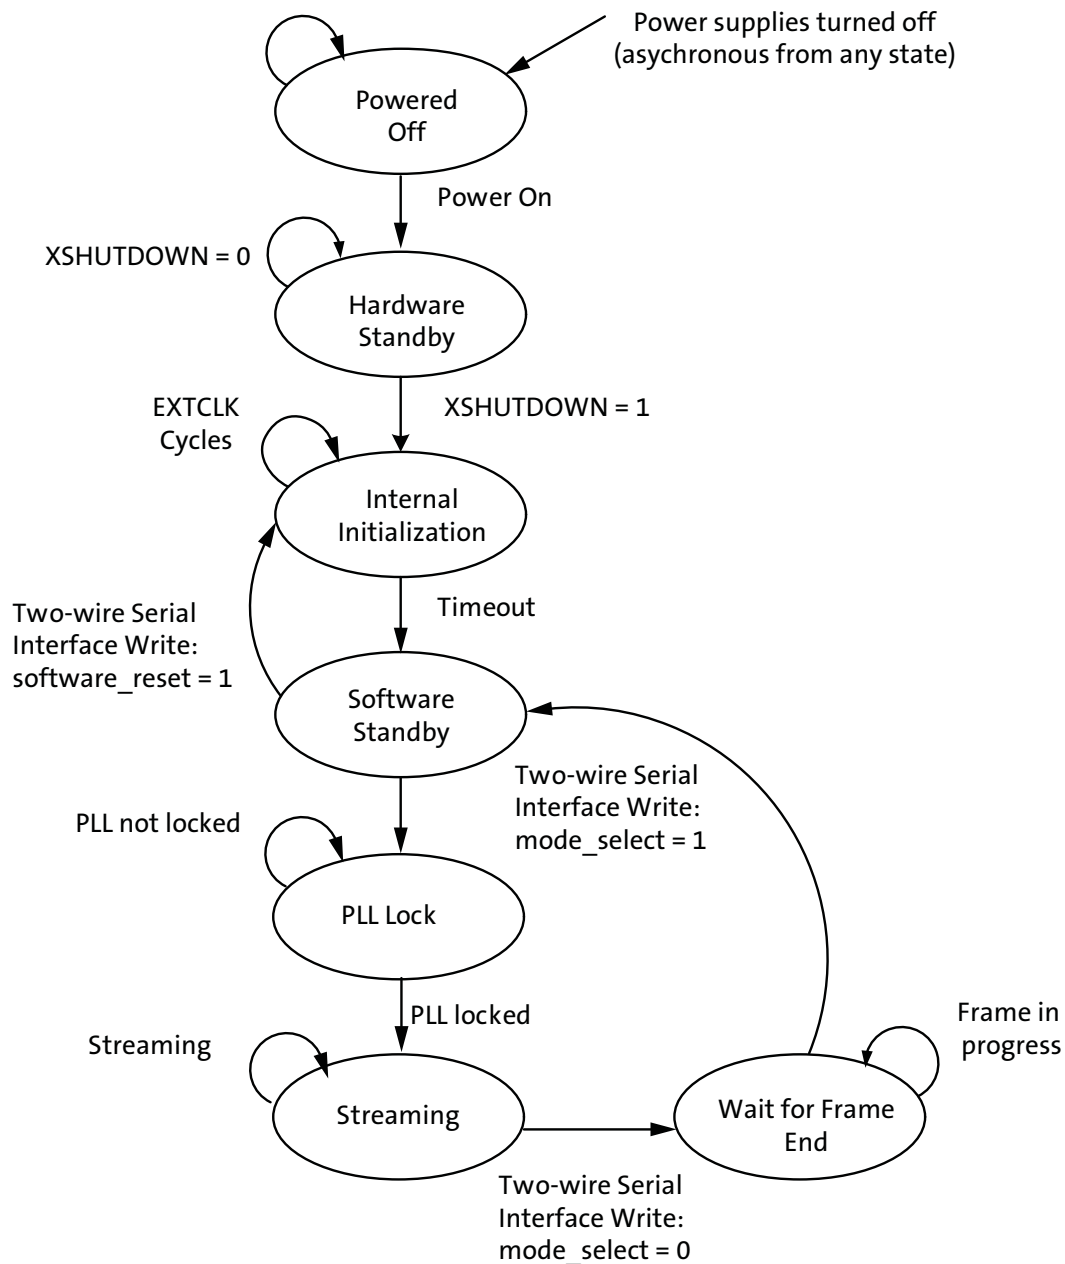 Power supplies turned off
(asychronous from any state)
Powered
Off
Power On
XSHUTDOWN = 0
Hardware
Standby
EXTCLK
Cycles
XSHUTDOWN = 1
Internal
Initialization
Timeout
Two-wire Serial
Interface Write:
software_reset = 1
Software
Standby
Two-wire Serial
Interface Write:
mode_select = 1
PLL not locked
PLL Lock
PLL locked
Streaming
Streaming
Frame in
progress
Wait for Frame
End
Two-wire Serial
Interface Write:
mode_select = 0